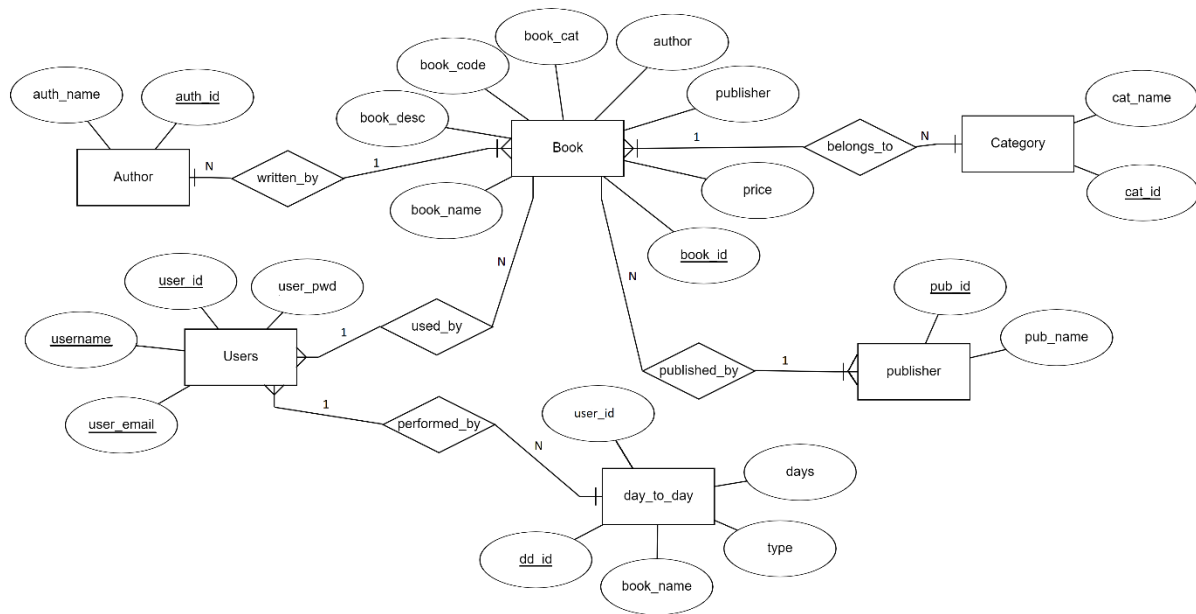 book_cat
author
book_code
auth_name
auth_id
publisher
cat_name
book_desc
Book
1
N
belongs_to
Category
Author
N
written_by
1
price
cat_id
book_name
book_id
user_id
user_pwd
N
N
pub_id
username
Users
1
used_by
pub_name
published_by
1
publisher
user_email
1
performed_by
N
user_id
days
day_to_day
dd_id
type
book_name